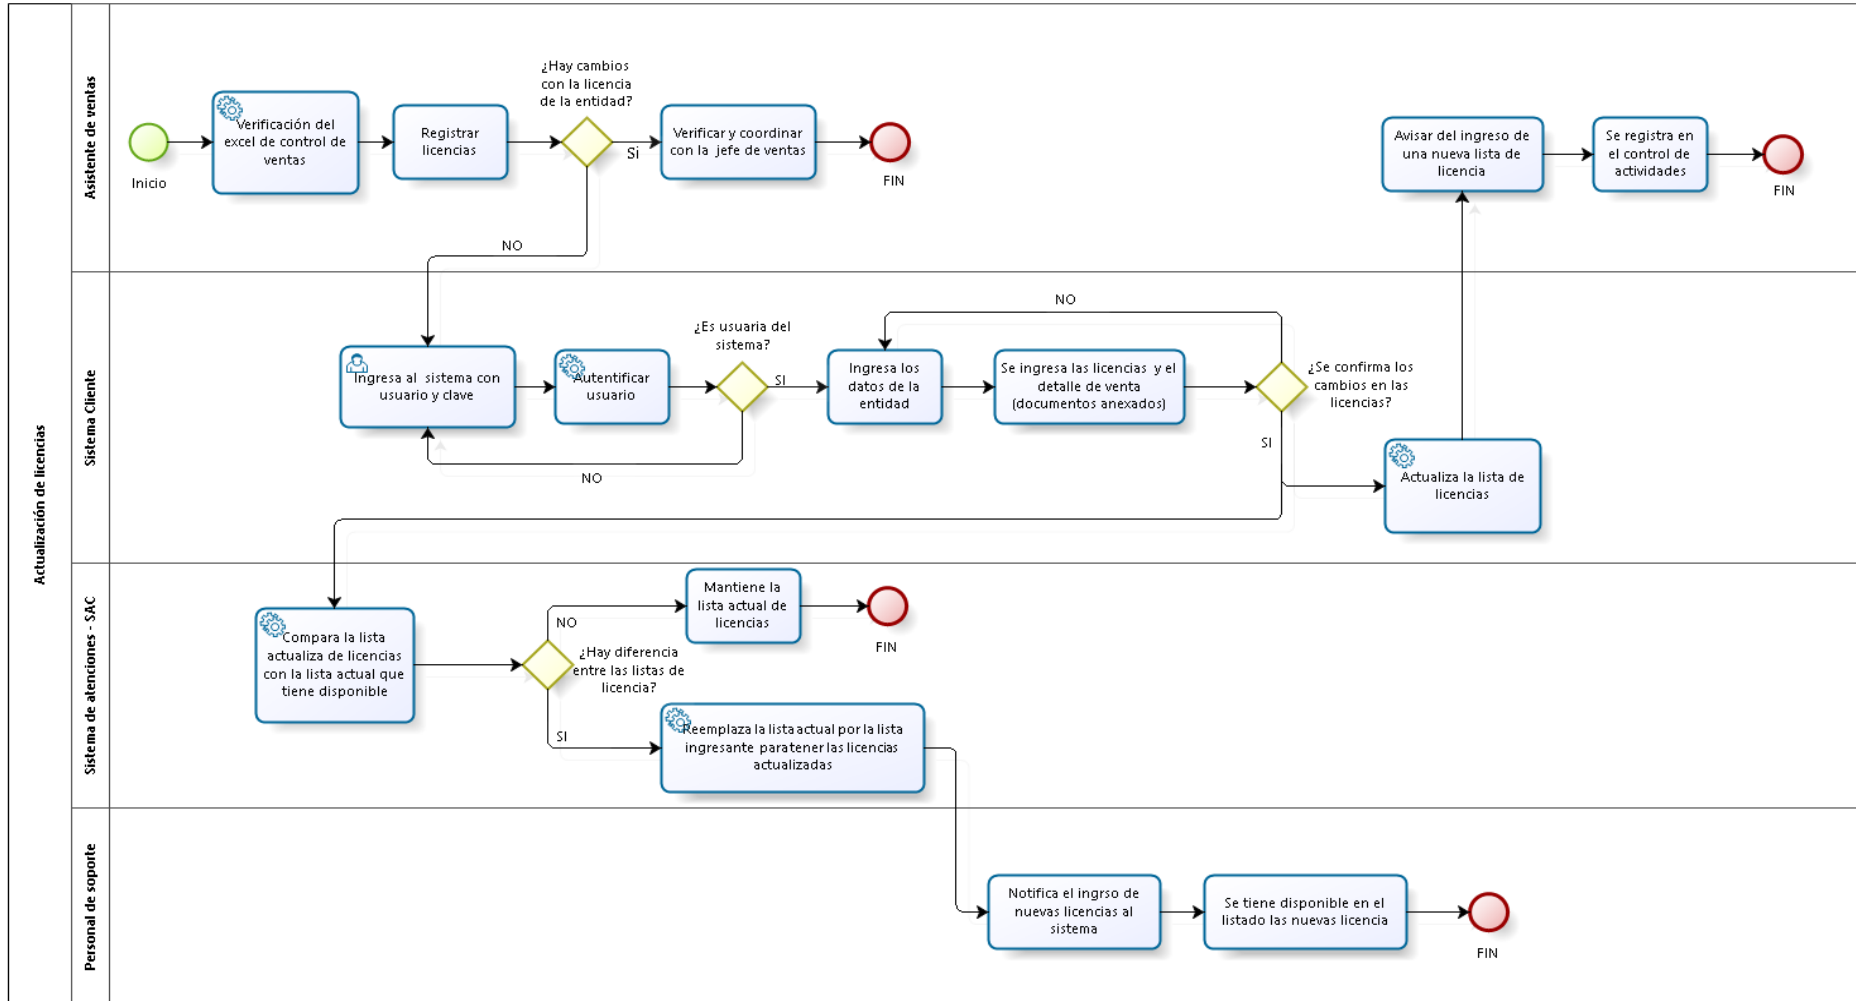 Actualización de licencias
Asistente de ventas
Inicio
Verificación del
excel de control de
ventas
Registrar
licencias
¿Hay cambios
con la licencia
de la entidad?
Si
NO
Verificar y coordinar
con la jefe de ventas
FIN
Avisar del ingreso de
una nueva lista de
licencia
Se registra en
el control de
actividades
FIN
Sistema Cliente
Ingresa al sistema con
usuario y clave
Autentificar
usuario
¿Es usuaria del
sistema?
SI
NO
Ingresa los
datos de la
entidad
Se ingresa las licencias y el
detalle de venta
(documentos anexados)
NO
¿Se confirma los
cambios en las
licencias?
SI
Actualiza la lista de
licencias
Sistema de atenciones - SAC
Compara la lista
actualiza de licencias
con la lista actual que
tiene disponible
NO
¿Hay diferencia
entre las listas de
licencia?
SI
Mantiene la
lista actual de
licencias
FIN
Reemplaza la lista actual por la lista
ingresante para tener las licencias
actualizadas
Personal de soporte
Notifica el ingrso de
nuevas licencias al
sistema
Se tiene disponible en el
listado las nuevas licencia
FIN